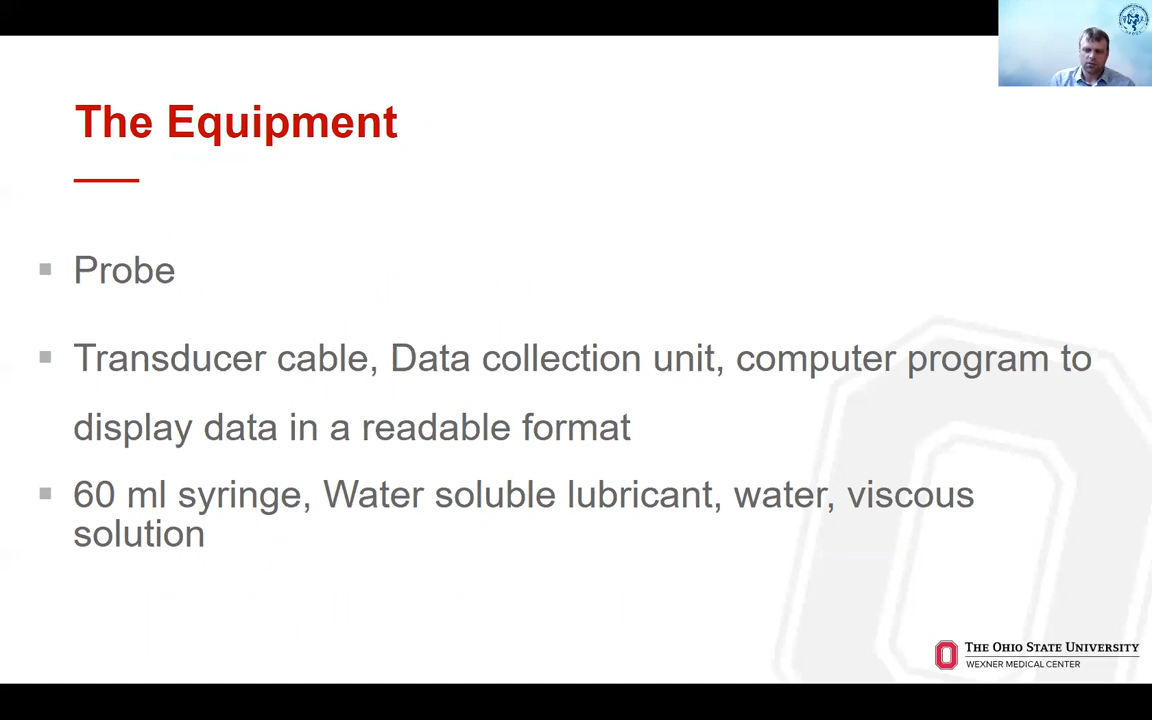 The Equipment
Probe
Transducer cable, Data collection unit, computer program to
display data in a readable format
60 ml syringe, Water soluble lubricant, water, viscous
solution
THE OHIO STATE UNIVERSITY
WEXNER MEDICAL CENTER